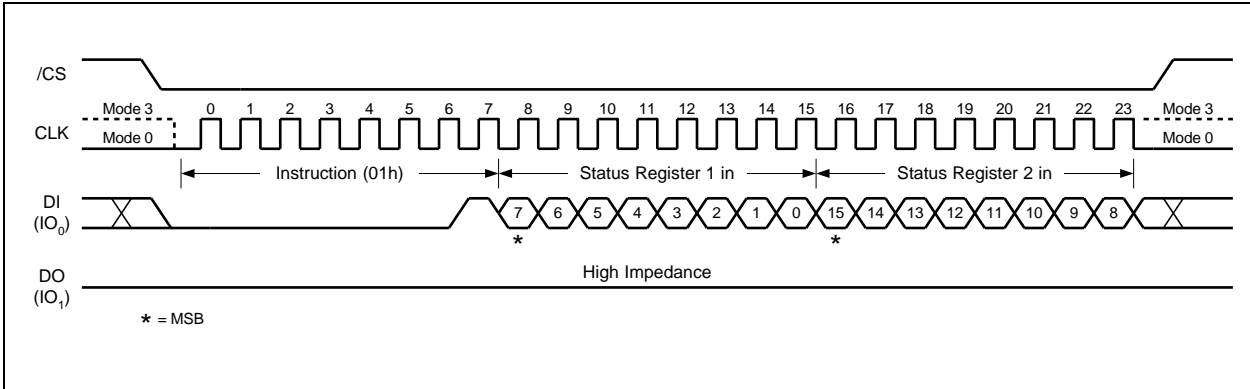 /CS
Mode 3 0 1 2 3 4 5 6 7 8 9 10 11 12 13 14 15 16 17 18 19 20 21 22 23 Mode 3
CLK Mode 0 Mode 0
Instruction (01h) Status Register 1 in Status Register 2 in
DI
(IO0) 7 6 5 4 3 2 1 0 15 14 13 12 11 10 9 8
* *
High Impedance
DO
(IO1)
* = MSB